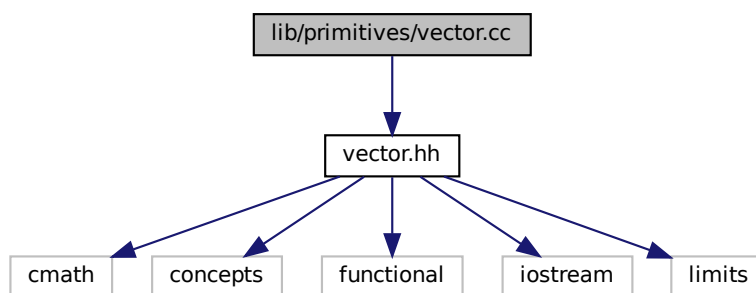 lib/primitives/vector.cc
vector.hh
cmath
concepts
functional
iostream
limits